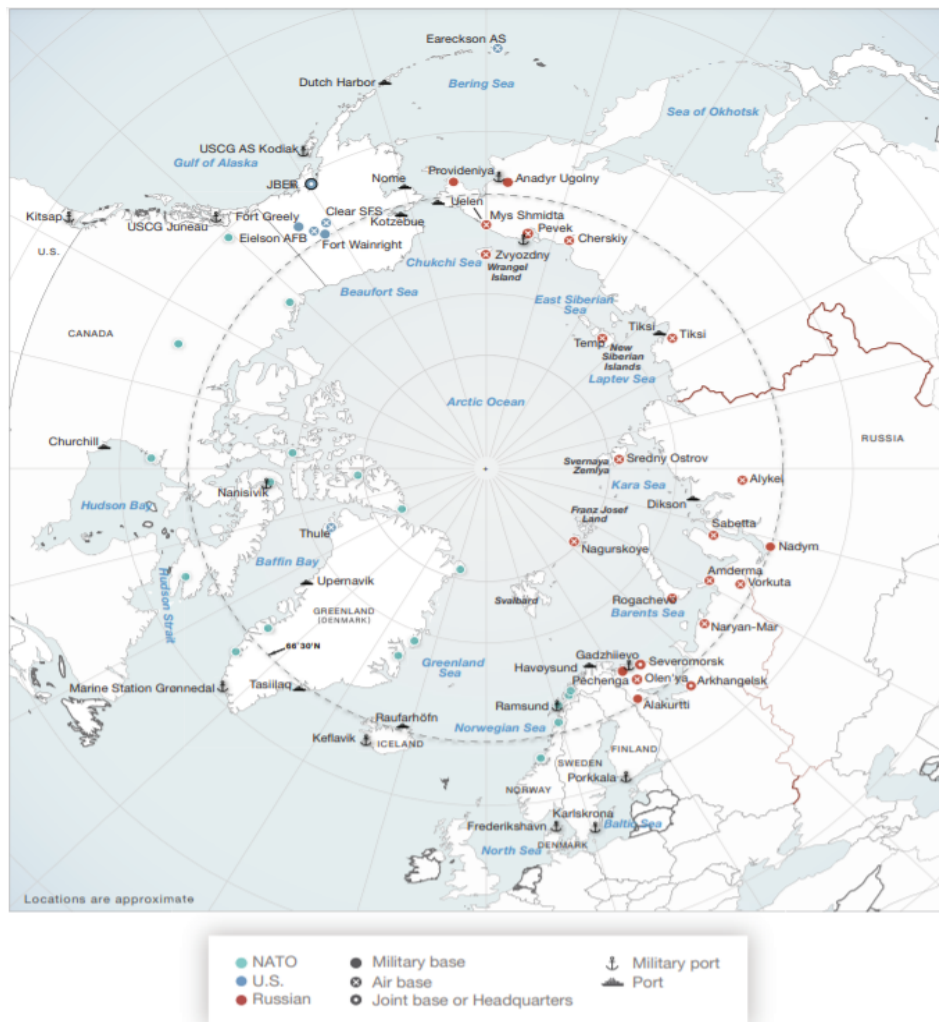 Eareckson AS
Dutch Harbor
Bering Sea
Sea of Okhotsk
USCG AS Kodiak
Gulf of Alaska
JBER
Nome
Provideniya
Anadyr Ugolny
Uelen
Kitsap
USCG Juneau
Fort Greely
Clear SFS
Kotzebue
Mys Shmidta
Pevek
Eielson AFB
Fort Wainright
Cherskiy
U.S.
Chukchi Sea
Zvyozdny
Wrangel
Island
Beaufort Sea
East Siberian
Sea
CANADA
Tiksi
Tiksi
Temp
New
Siberian
Islands
Laptev Sea
Arctic Ocean
Churchill
RUSSIA
Svernaya
Zemlya
Sredny Ostrov
Nanisivik
Kara Sea
Alykel
Hudson Bay
Dikson
Franz Josef
Land
Thule
Sabetta
Baffin Bay
Nagurskoye
Nadym
Hudson Strait
Upernavik
Amderma
Vorkuta
Svalbard
Rogachevo
GREENLAND
(DENMARK)
Barents Sea
Naryan-Mar
66°30'N
Greenland
Sea
Gadzhiievo
Havøysund
Severomorsk
Marine Station Grønnedal
Tasiilaq
Pechenga
Olen'ya
Arkhangelsk
Ramsund
Alakurtti
Raufarhöfn
Norwegian Sea
Keflavik
ICELAND
FINLAND
SWEDEN
Porkkala
NORWAY
Karlskrona
Frederikshavn
Baltic Sea
DENMARK
North Sea
Locations are approximate
NATO
U.S.
Russian
Military base
Air base
Joint base or Headquarters
Military port
Port